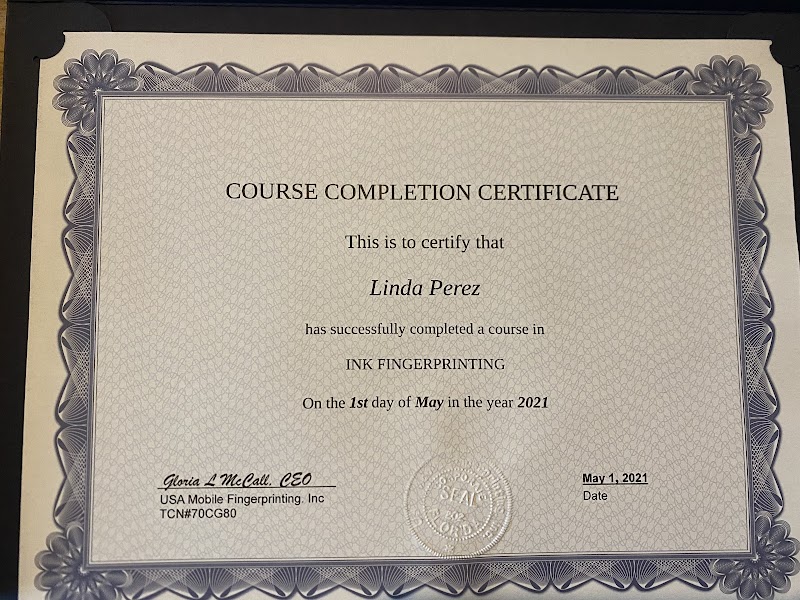 COURSE COMPLETION CERTIFICATE
This is to certify that
Linda Perez
has successfully completed a course in
INK FINGERPRINTING
On the 1st day of May in the year 2021
Gloria L McCall, CEO
USA Mobile Fingerprinting. Inc
TCN#70CG80
SEAL
May 1, 2021
Date